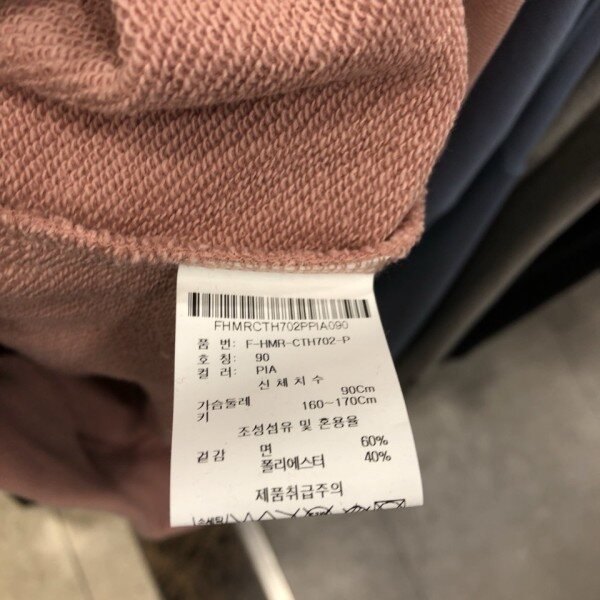 FHMRCTH702PPIA090
품 번: F-HMR-CTH702-P
호 칭: 90
컬 러: PIA
신 체 치 수
가슴둘레 90Cm
키 160~170Cm
조성섬유 및 혼용율
겉감 면 60%
폴리에스터 40%
제품취급주의